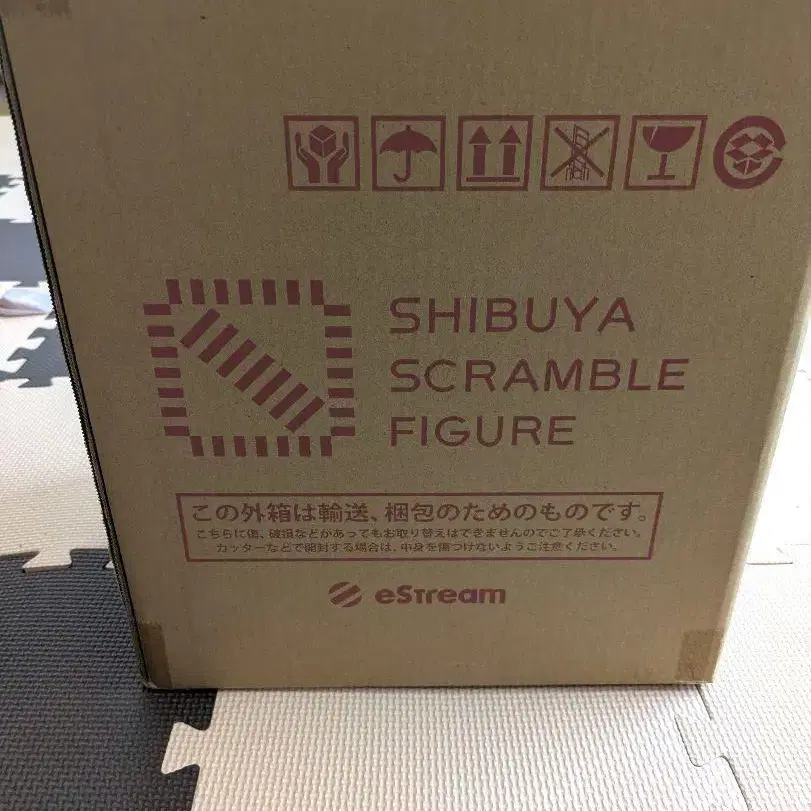 SHIBUYA
SCRAMBLE
FIGURE
この外箱は輸送、梱包のためのものです。
こちらに傷、破損などがあってもお取り替えはできませんのでご了承ください。
カッターなどで開封する場合は、中身を傷つけないようご注意ください。
eStream